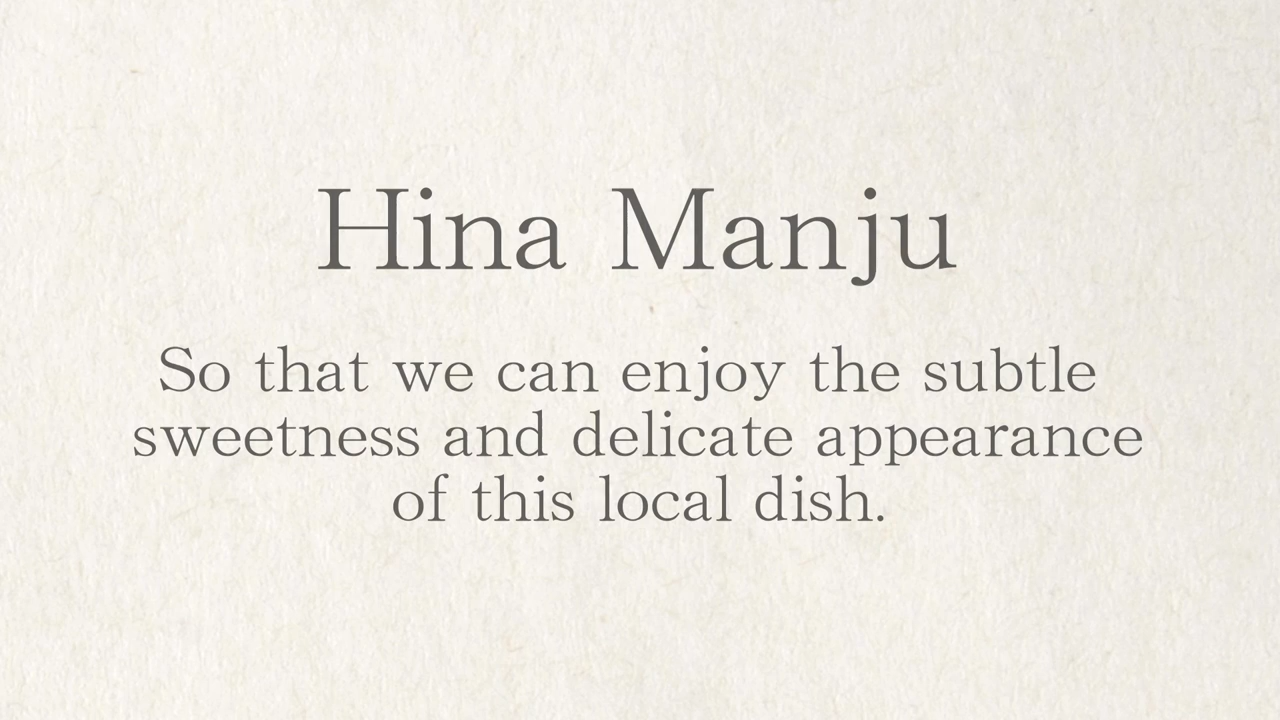 Hina Manju
So that we can enjoy the subtle
sweetness and delicate appearance
of this local dish.